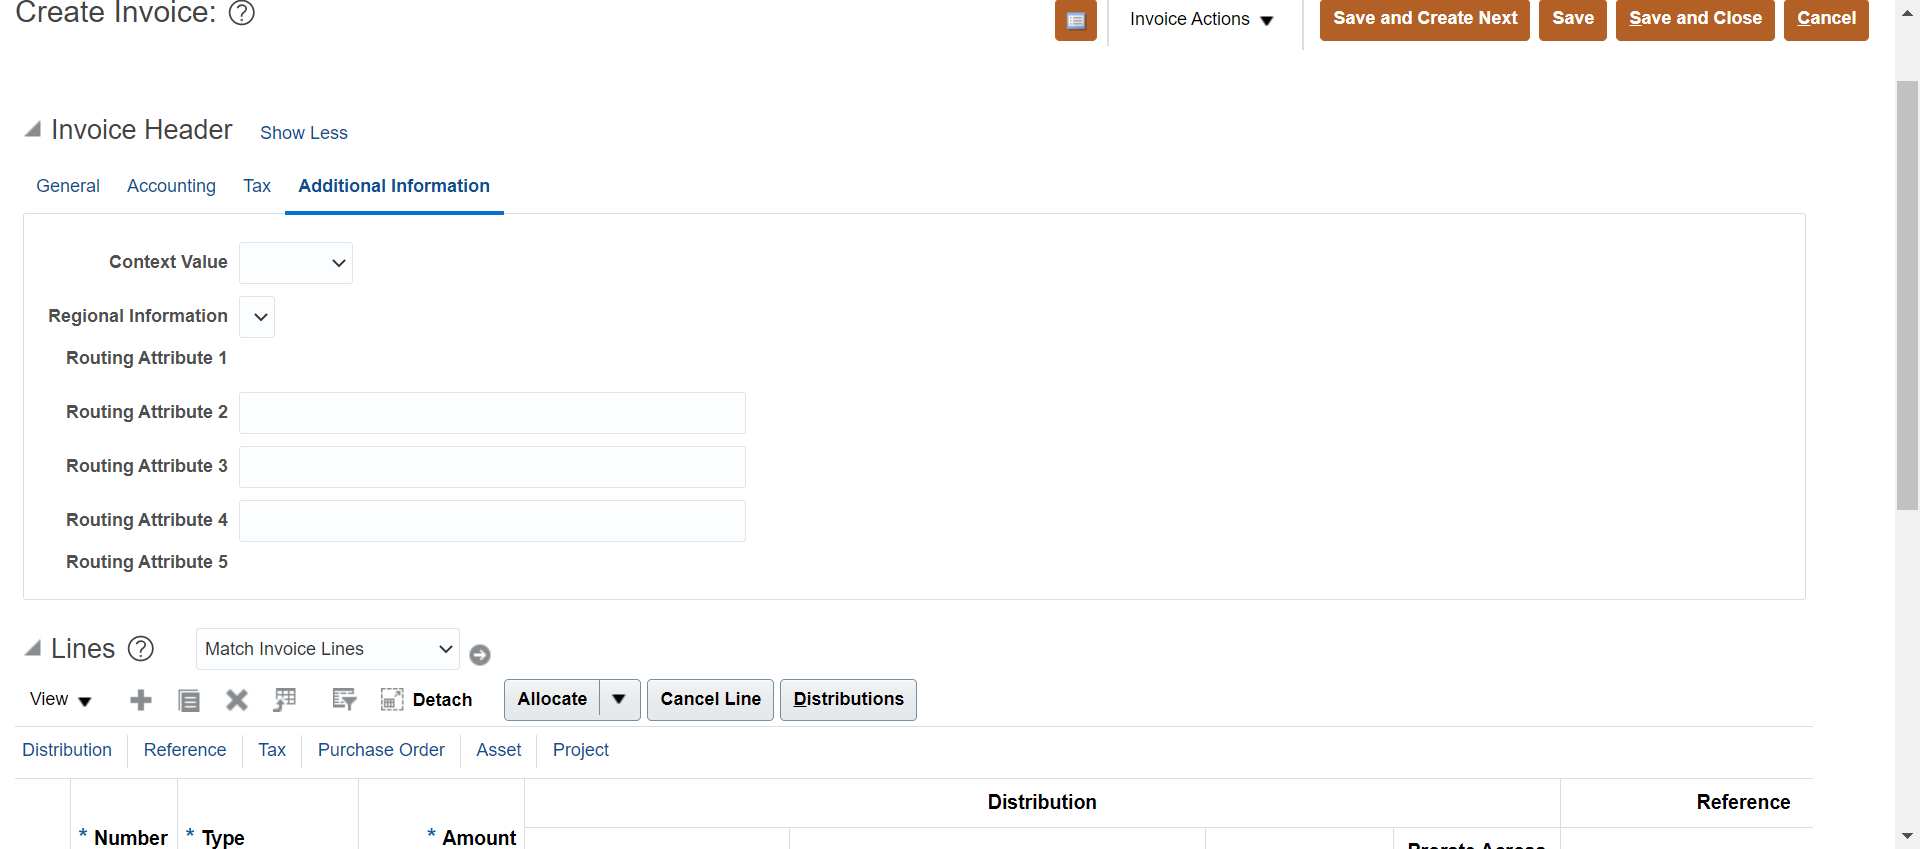 Create Invoice: ?
Invoice Actions
Save and Create Next
Save
Save and Close
Cancel
Invoice Header
Show Less
General
Accounting
Tax
Additional Information
Context Value
Regional Information
Routing Attribute 1
Routing Attribute 2
Routing Attribute 3
Routing Attribute 4
Routing Attribute 5
Lines ?
Match Invoice Lines
View
Detach
Allocate
Cancel Line
Distributions
Distribution
Reference
Tax
Purchase Order
Asset
Project
Distribution
Reference
* Number
* Type
* Amount
Prorate Across